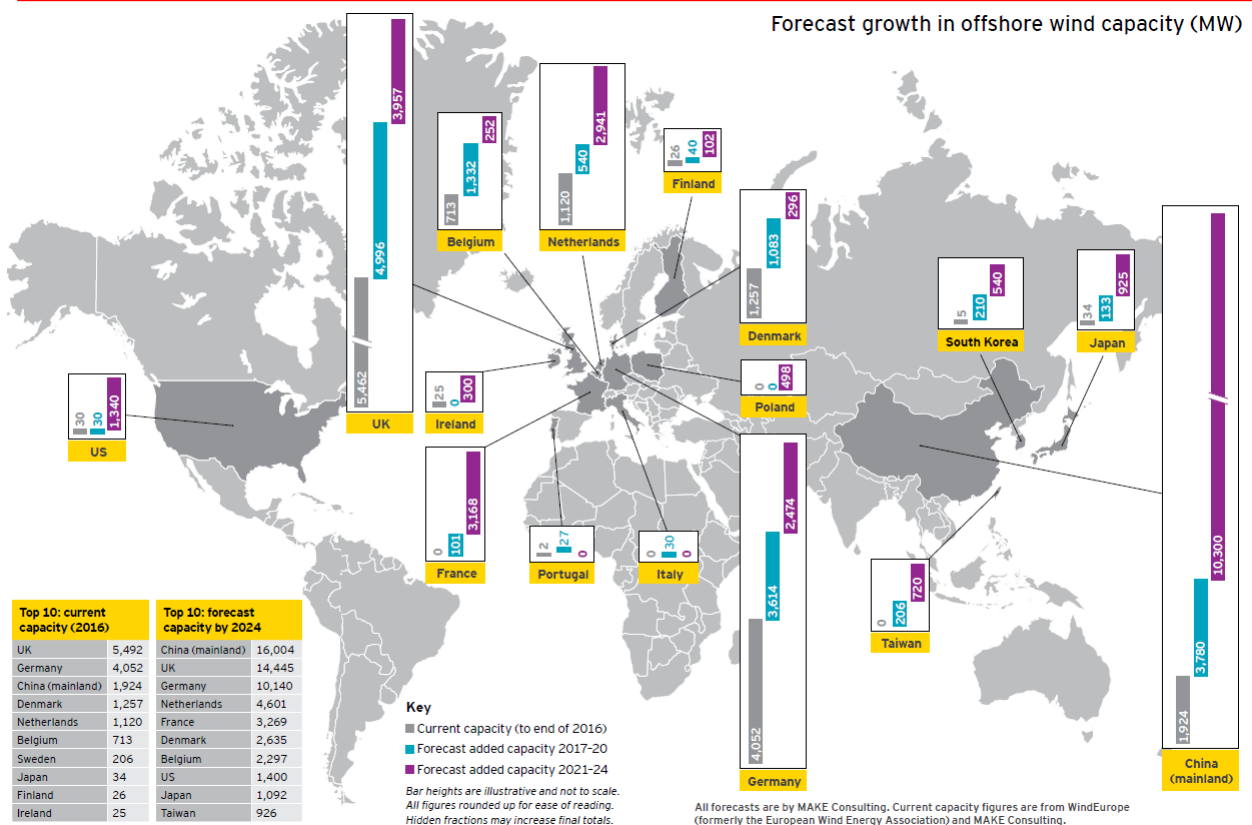 Forecast growth in offshore wind capacity (MW)
5,462
4,996
3,957
UK
713
1,332
252
Belgium
1,120
540
2,941
Netherlands
26
40
102
Finland
1,257
1,083
296
Denmark
5
210
540
South Korea
34
133
925
Japan
30
30
1,340
US
25
0
300
Ireland
0
0
498
Poland
0
101
3,168
France
2
27
0
Portugal
0
30
0
Italy
4,052
3,614
2,474
Germany
0
206
720
Taiwan
1,924
3,780
10,300
China
(mainland)
Top 10: current
capacity (2016)
UK 5,492
Germany 4,052
China (mainland) 1,924
Denmark 1,257
Netherlands 1,120
Belgium 713
Sweden 206
Japan 34
Finland 26
Ireland 25
Top 10: forecast
capacity by 2024
China (mainland) 16,004
UK 14,445
Germany 10,140
Netherlands 4,601
France 3,269
Denmark 2,635
Belgium 2,297
US 1,400
Japan 1,092
Taiwan 926
Key
Current capacity (to end of 2016)
Forecast added capacity 2017-20
Forecast added capacity 2021-24
Bar heights are illustrative and not to scale.
All figures rounded up for ease of reading.
Hidden fractions may increase final totals.
All forecasts are by MAKE Consulting. Current capacity figures are from WindEurope
(formerly the European Wind Energy Association) and MAKE Consulting.